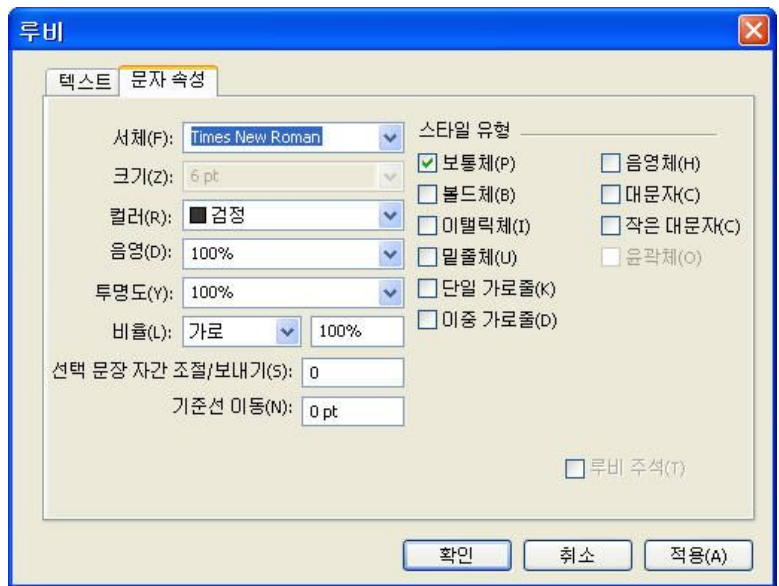 루비
텍스트 문자 속성
서체(F): Times New Roman
크기(Z): 6 pt
컬러(R): 검정
음영(D): 100%
투명도(Y): 100%
비율(L): 가로 100%
선택 문장 자간 조절/보내기(S): 0
기준선 이동(N): 0 pt
스타일 유형
보통체(P) 음영체(H)
볼드체(B) 대문자(C)
이탤릭체(I) 작은 대문자(C)
밑줄체(U) 윤곽체(O)
단일 가로줄(K)
이중 가로줄(D)
루비 주석(T)
확인 취소 적용(A)